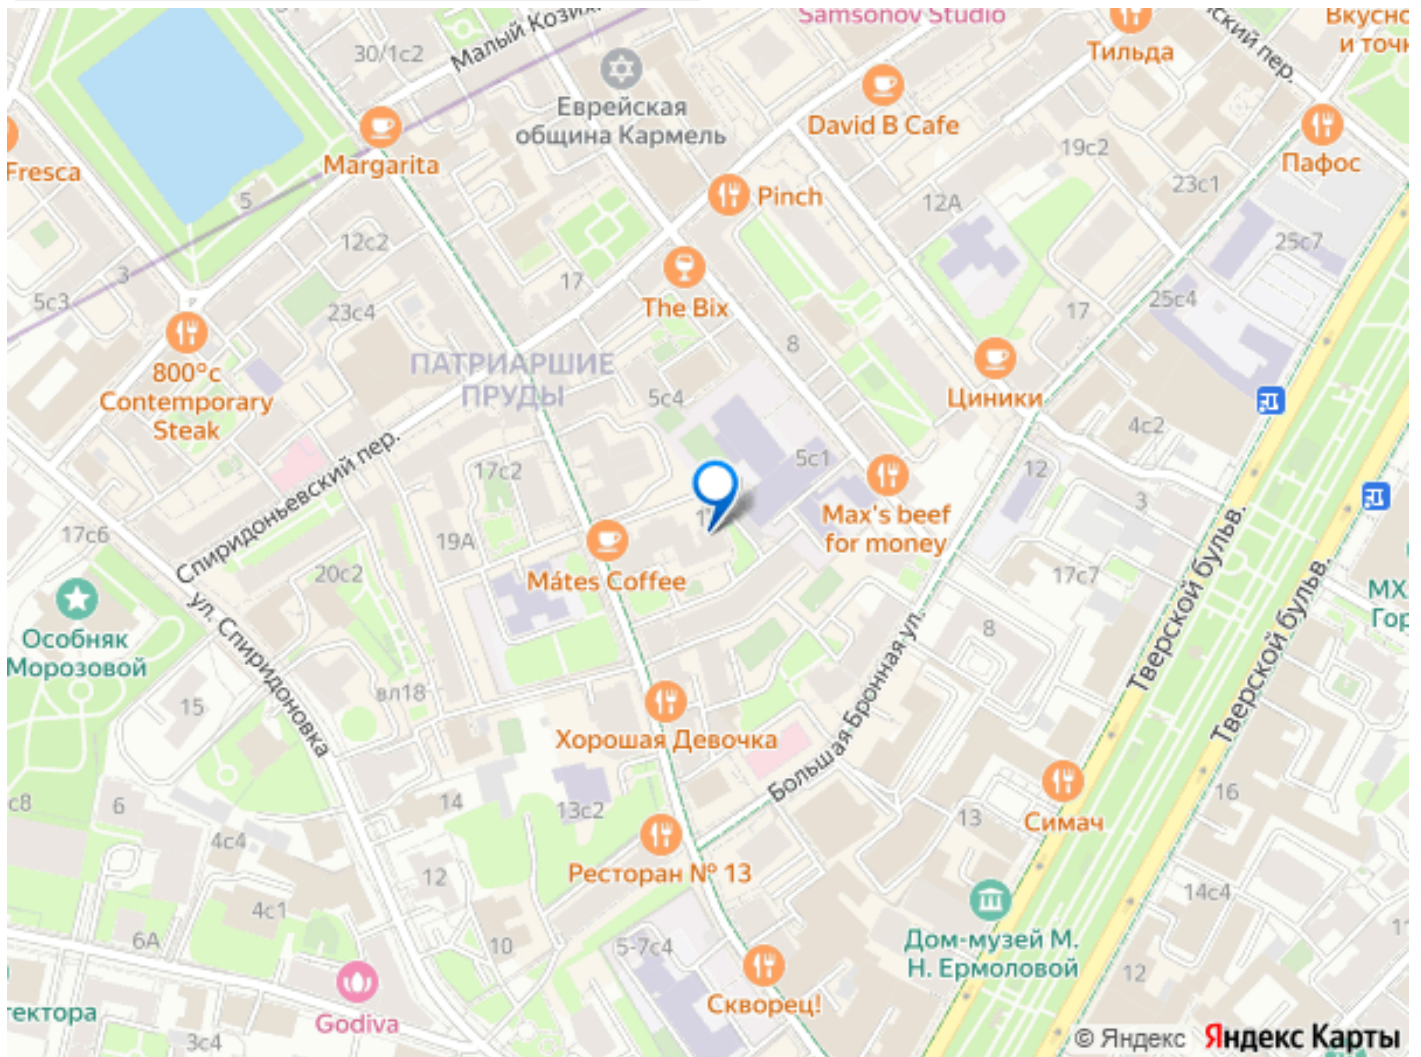 Samsonov Studio
Вкусно
и точк
30/1с2
Малый Козих
ский пер.
Тильда
Еврейская
община Кармель
David B Cafe
19с2
Margarita
Fresca
Пафос
23с1
5
Pinch
12А
12с2
25с7
3
17
5с3
The Bix
23с4
25с4
17
ПАТРИАРШИЕ
ПРУДЫ
8
800°с
Contemporary
Steak
5с4
Циники
4с2
Спиридоньевский пер.
17с2
5с1
12
3
Max's beef
for money
17с6
19А
Mátes Coffee
20с2
17с7
Тверской бульв.
МХ
Гор
Особняк
Морозовой
ул. Спиридоновка
8
Тверской бульв.
вл18
15
Большая Бронная ул.
Хорошая Девочка
с8
6
14
13с2
16
13
Симач
4с4
Ресторан № 13
12
14с4
4с1
6А
10
5-7с4
Дом-музей М.
Н. Ермоловой
12
Скворец!
тектора
Godiva
3с4
© Яндекс Яндекс Карты